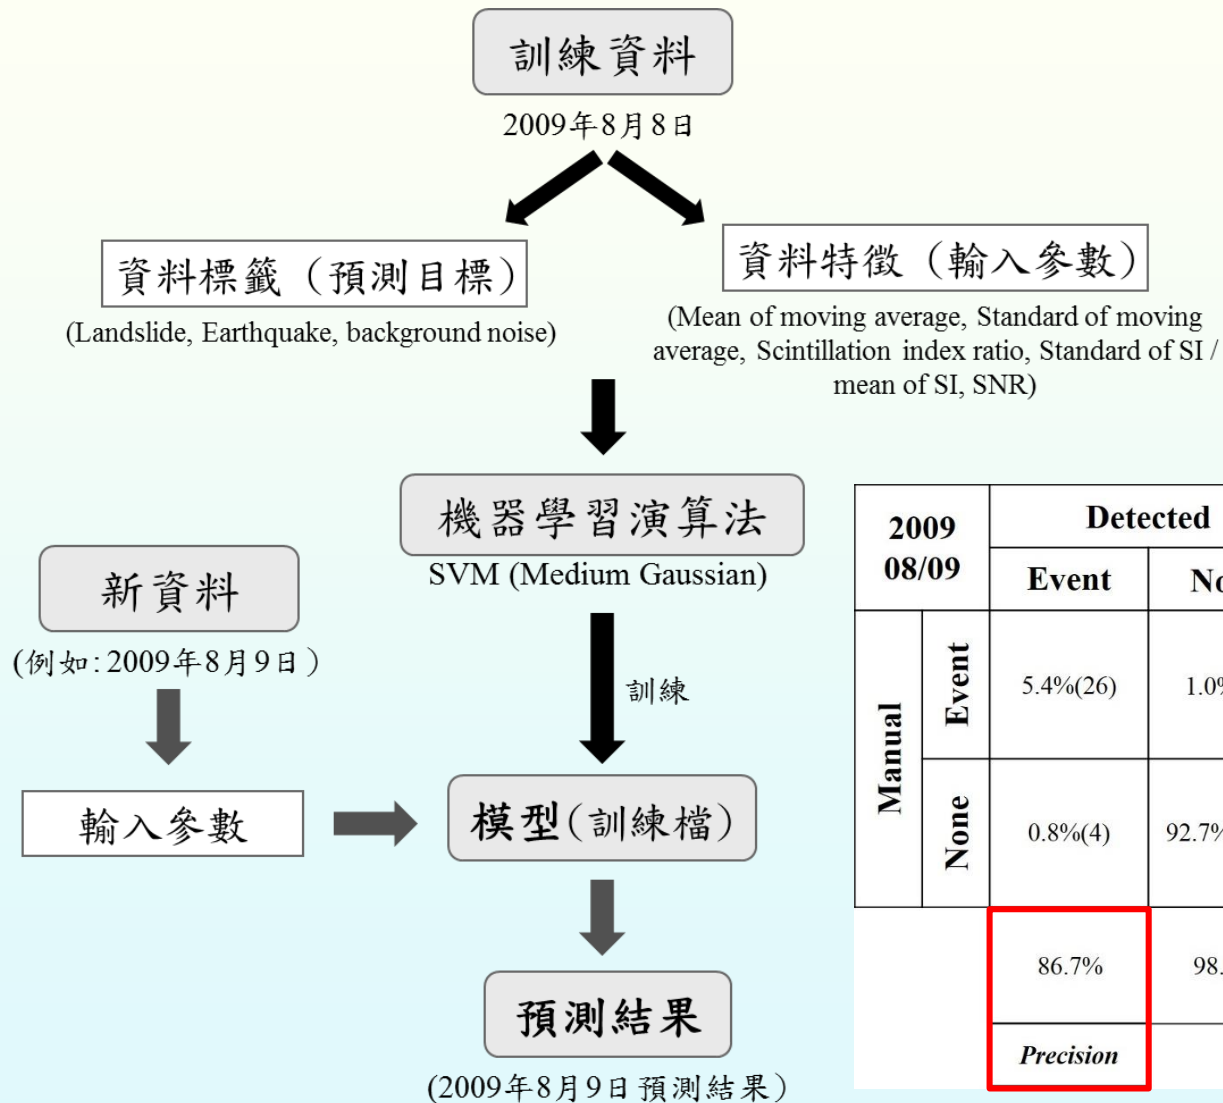 訓練資料
2009年8月8日
資料標籤（預測目標）
(Landslide, Earthquake, background noise)
資料特徵（輸入參數）
(Mean of moving average, Standard of moving
average, Scintillation index ratio, Standard of SI /
mean of SI, SNR)
機器學習演算法
SVM (Medium Gaussian)
新資料
(例如:2009年8月9日)
訓練
輸入參數
模型(訓練檔)
預測結果
(2009年8月9日預測結果)
2009
08/09
Detected
Event
Manual
Event
5.4%(26)
1.0%
None
0.8%(4)
92.7%
86.7%
98.
Precision